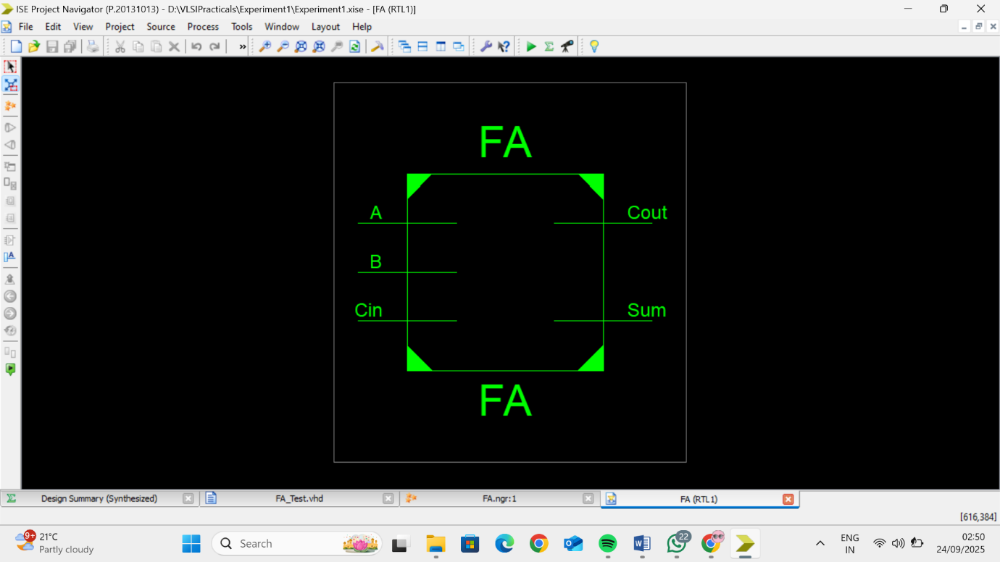 ISE Project Navigator (P.20131013) - D:\VLSIPracticals\Experiment1\Experiment1.xise - [FA (RTL1)]
File Edit View Project Source Process Tools Window Layout Help
»
FA
A Cout
B
Cin Sum
FA
Design Summary (Synthesized) FA_Test.vhd FA.ngr:1 FA (RTL1)
[616,384]
9+ 21°C
Partly cloudy
Search
22
ENG
IN
02:50
24/09/2025